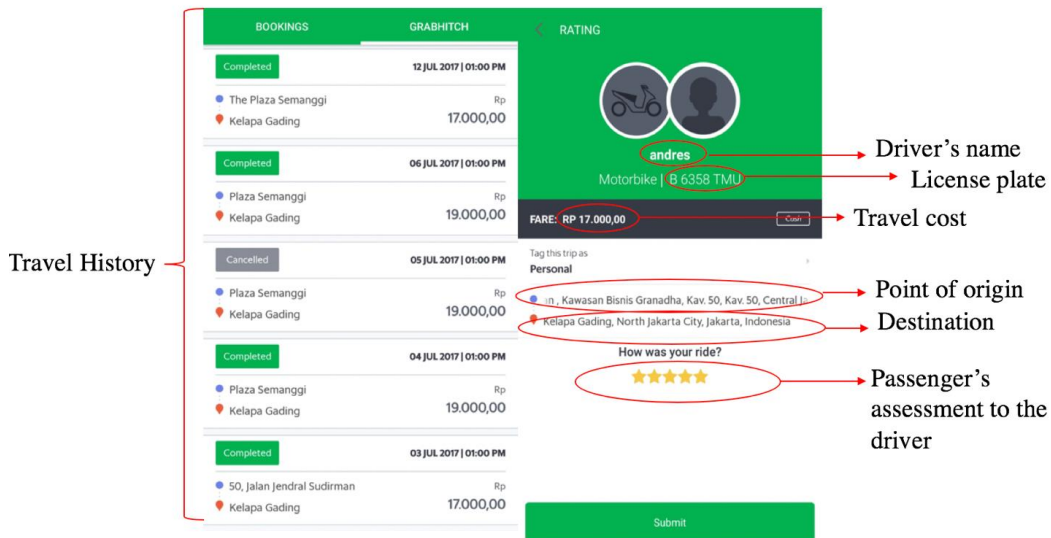 Travel History
BOOKINGS GRABHITCH
Completed 12 JUL 2017 | 01:00 PM
The Plaza Semanggi Rp
Kelapa Gading 17.000,00
Completed 06 JUL 2017 | 01:00 PM
Plaza Semanggi Rp
Kelapa Gading 19.000,00
Cancelled 05 JUL 2017 | 01:00 PM
Plaza Semanggi Rp
Kelapa Gading 19.000,00
Completed 04 JUL 2017 | 01:00 PM
Plaza Semanggi Rp
Kelapa Gading 19.000,00
Completed 03 JUL 2017 | 01:00 PM
50, Jalan Jendral Sudirman Rp
Kelapa Gading 17.000,00
RATING
andres
Motorbike | B 6358 TMU
FARE: RP 17.000,00 Cash
Tag this trip as
Personal
an , Kawasan Bisnis Granadha, Kav. 50, Kav. 50, Central Ja
Kelapa Gading, North Jakarta City, Jakarta, Indonesia
How was your ride?
Submit
Driver's name
License plate
Travel cost
Point of origin
Destination
Passenger's
assessment to the
driver